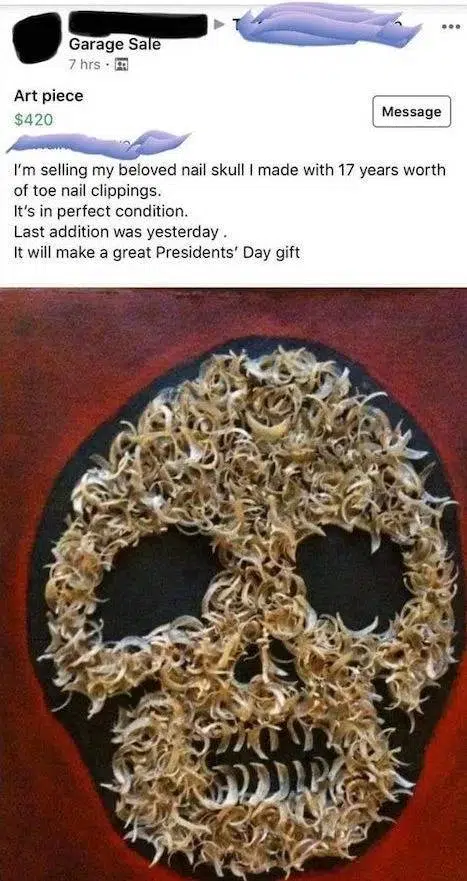 Garage Sale
7 hrs ·
Art piece
$420
Message
I'm selling my beloved nail skull I made with 17 years worth
of toe nail clippings.
It's in perfect condition.
Last addition was yesterday .
It will make a great Presidents' Day gift